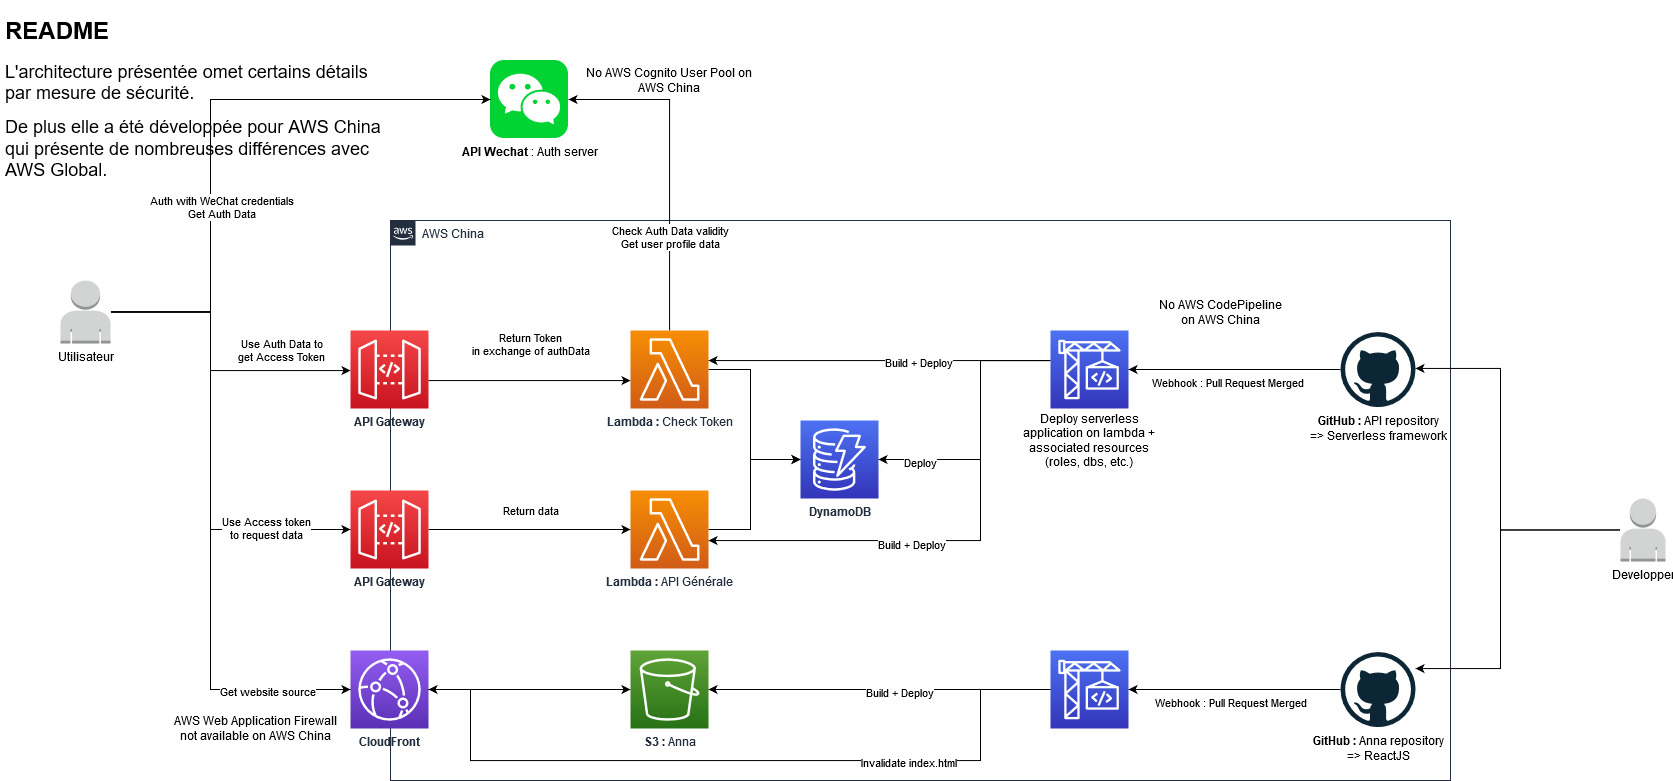 README
L'architecture présentée omet certains détails
par mesure de sécurité.
De plus elle a été développée pour AWS China
qui présente de nombreuses différences avec
AWS Global.
No AWS Cognito User Pool on
AWS China
API Wechat : Auth server
Auth with WeChat credentials
Get Auth Data
aws
AWS China
Check Auth Data validity
Get user profile data
Utilisateur
Use Auth Data to
get Access Token
API Gateway
Return Token
in exchange of authData
Lambda : Check Token
Build + Deploy
No AWS CodePipeline
on AWS China
Deploy serverless
application on lambda +
associated resources
(roles, dbs, etc.)
Webhook : Pull Request Merged
GitHub : API repository
=> Serverless framework
Deploy
DynamoDB
Use Access token
to request data
API Gateway
Return data
Lambda : API Générale
Build + Deploy
Developper
Get website source
AWS Web Application Firewall
not available on AWS China
CloudFront
S3 : Anna
Build + Deploy
Webhook : Pull Request Merged
GitHub : Anna repository
=> ReactJS
Invalidate index.html